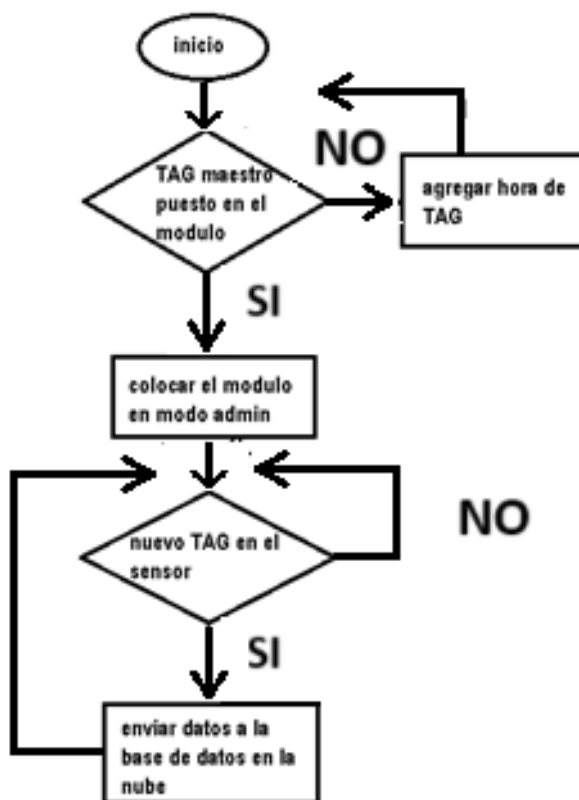 inicio
NO
TAG maestro
puesto en el
modulo
agregar hora de
TAG
SI
colocar el modulo
en modo admin
NO
nuevo TAG en el
sensor
SI
enviar datos a la
base de datos en la
nube